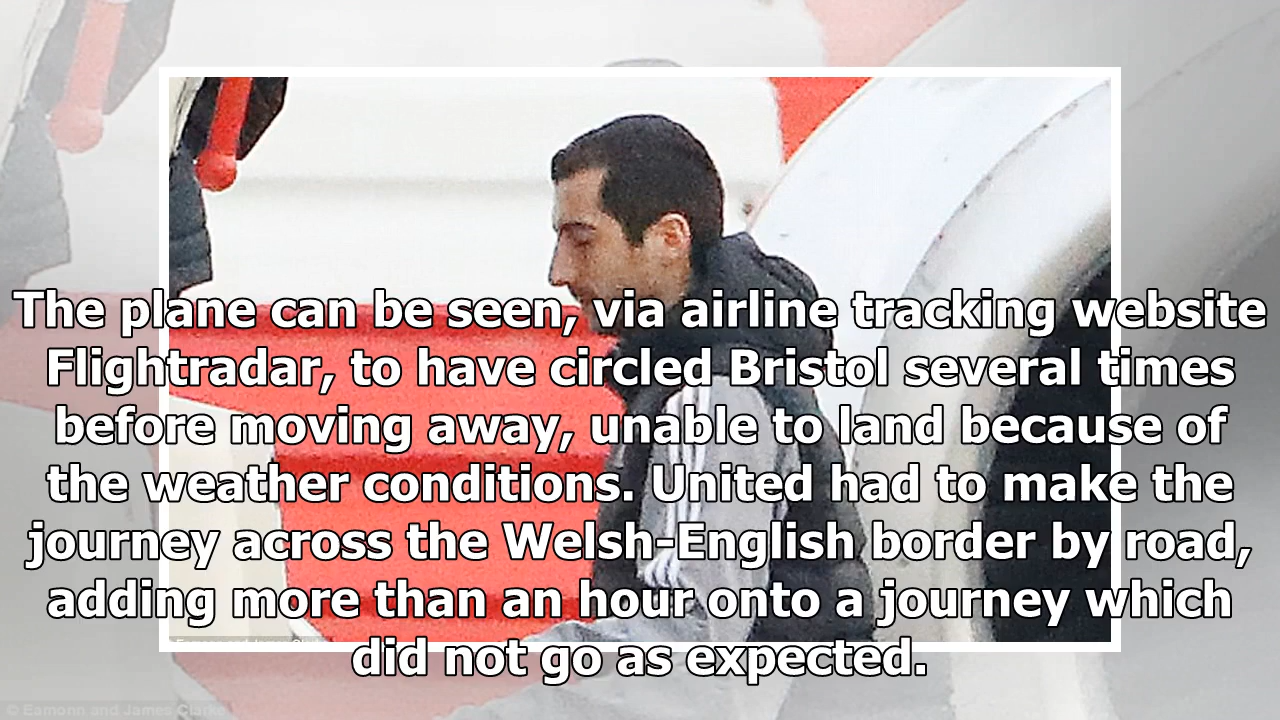 The plane can be seen, via airline tracking website
Flightradar, to have circled Bristol several times
before moving away, unable to land because of
the weather conditions. United had to make the
journey across the Welsh-English border by road,
adding more than an hour onto a journey which
did not go as expected.
© Eamonn and James Clarke